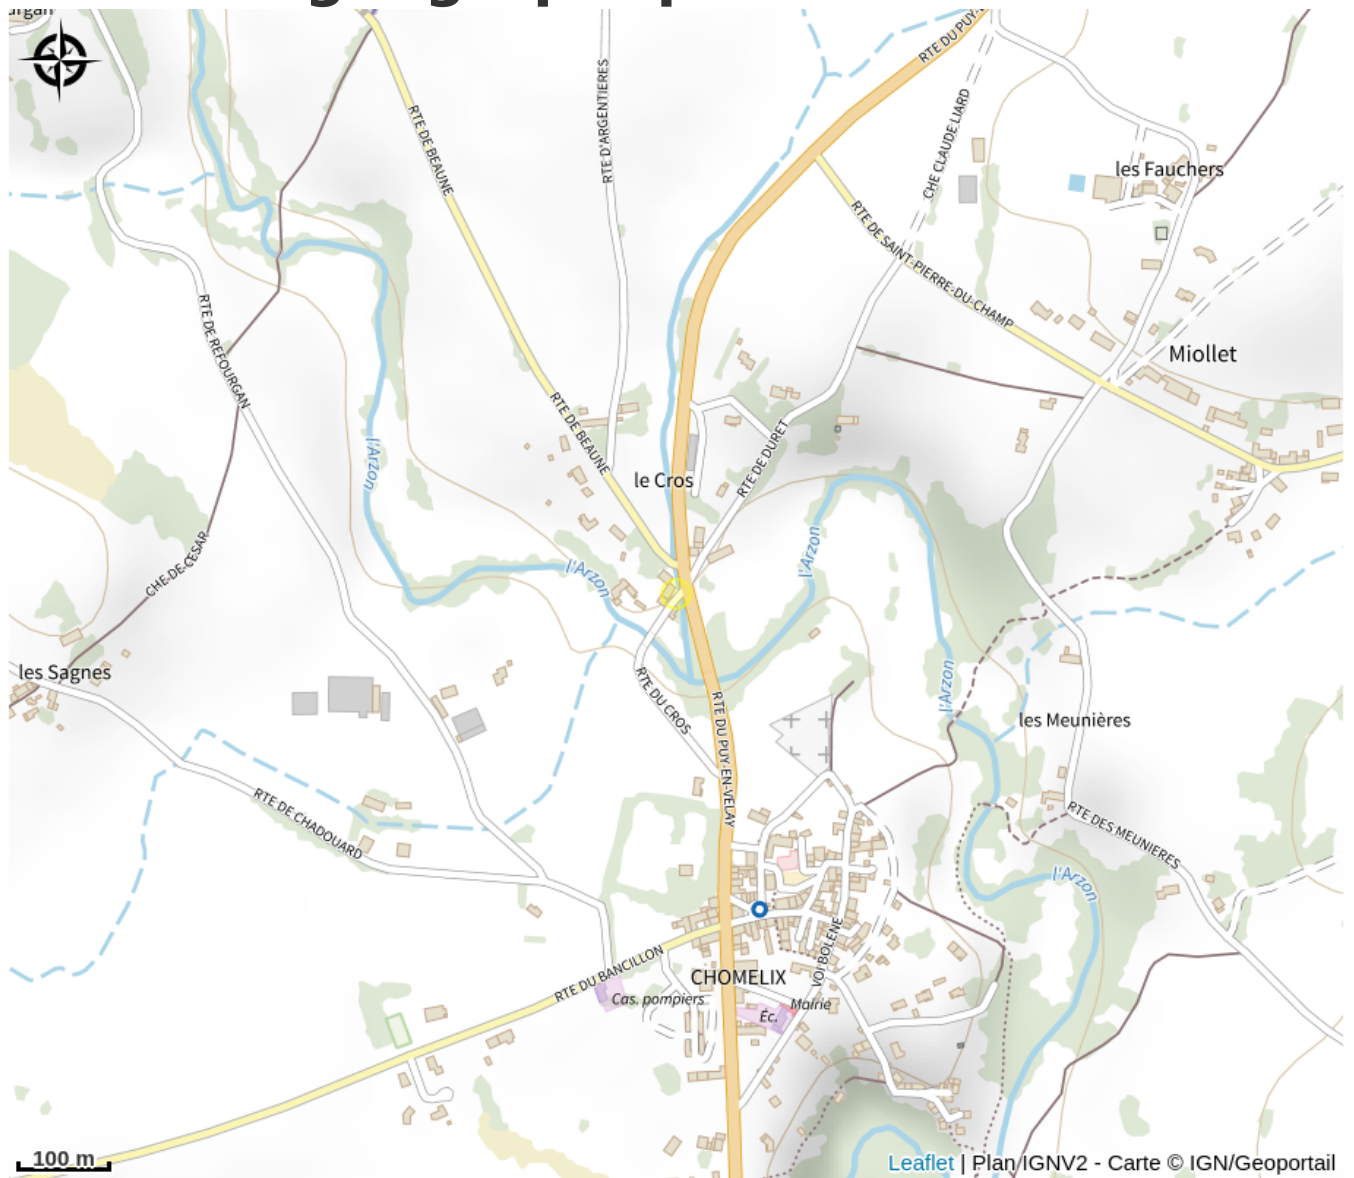 RTE DU PUY-
RTE DE BEAUNE
RTE D'ARGENTIERES
CHE CLAUDE LIARD
les Fauchers
RTE DE SAINT-PIERRE-DU-CHAMP
RTE DE REFOURGAN
Miollet
RTE DE BEAUNE
l'Arzon
RTE DE DURET
le Cros
l'Arzon
l'Arzon
CHE-DE-CESAR
les Sagnes
RTE DU CROS
l'Arzon
RTE DU PUY-EN-VELAY
les Meunières
RTE DE CHADOUARD
RTE DES MEUNIERES
l'Arzon
VOI BOLENE
RTE DU BANCILLON
CHOMELIX
Cas. pompiers
Mairie
Éc.
100 m
Leaflet | Plan IGNV2 - Carte © IGN/Geoportail